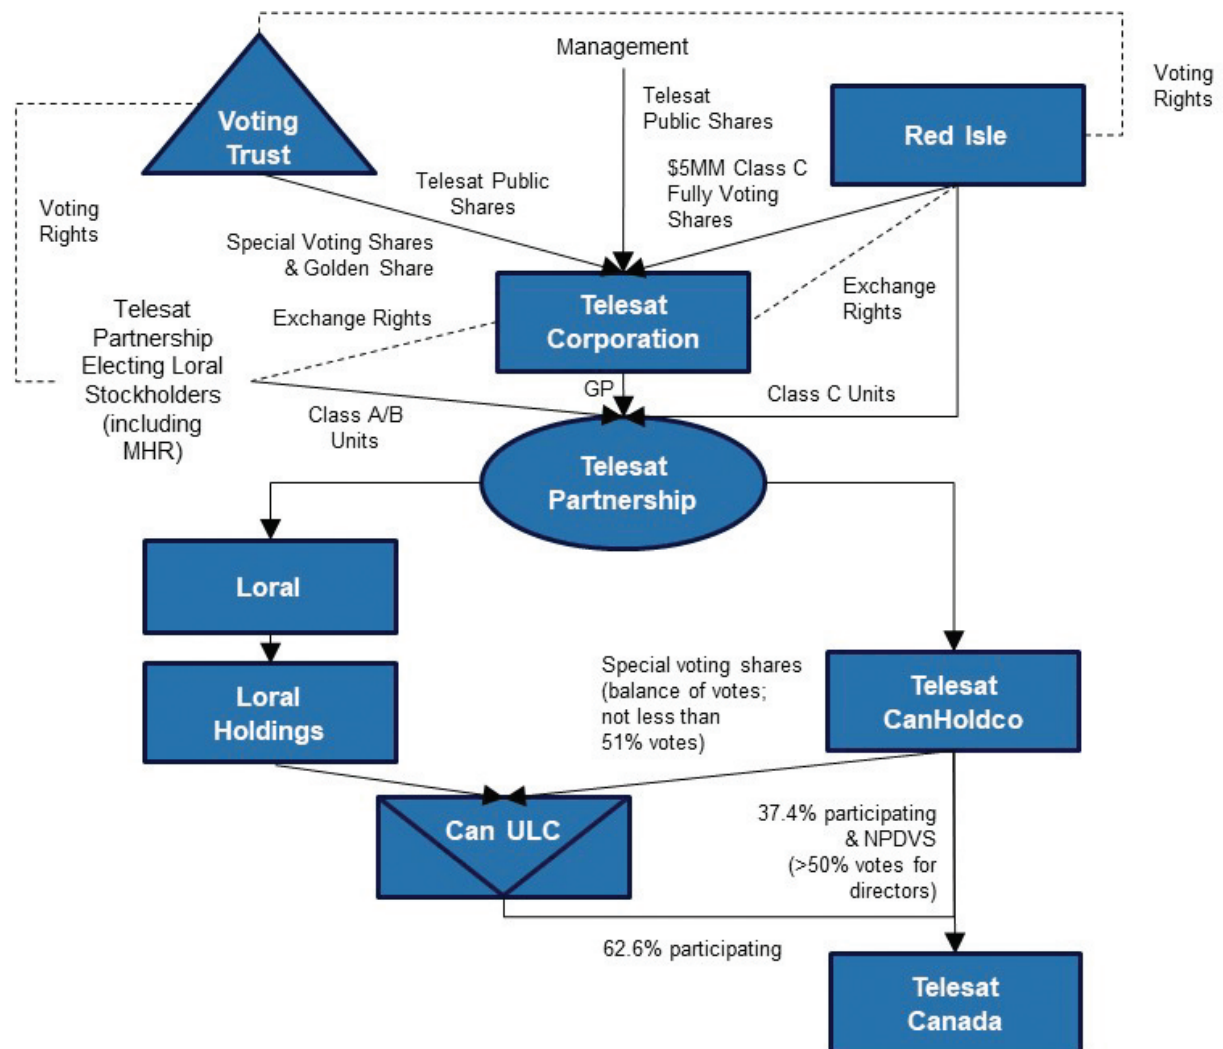 Management
Voting
Rights
Voting
Trust
Telesat
Public Shares
Red Isle
Telesat Public
Shares
$5MM Class C
Fully Voting
Shares
Voting
Rights
Special Voting Shares
& Golden Share
Exchange
Rights
Telesat
Partnership
Electing Loral
Stockholders
(including
MHR)
Exchange Rights
Telesat
Corporation
GP
Class A/B
Units
Class C Units
Telesat
Partnership
Loral
Loral
Holdings
Special voting shares
(balance of votes;
not less than
51% votes)
Telesat
CanHoldco
Can ULC
37.4% participating
& NPDVS
(>50% votes for
directors)
62.6% participating
Telesat
Canada